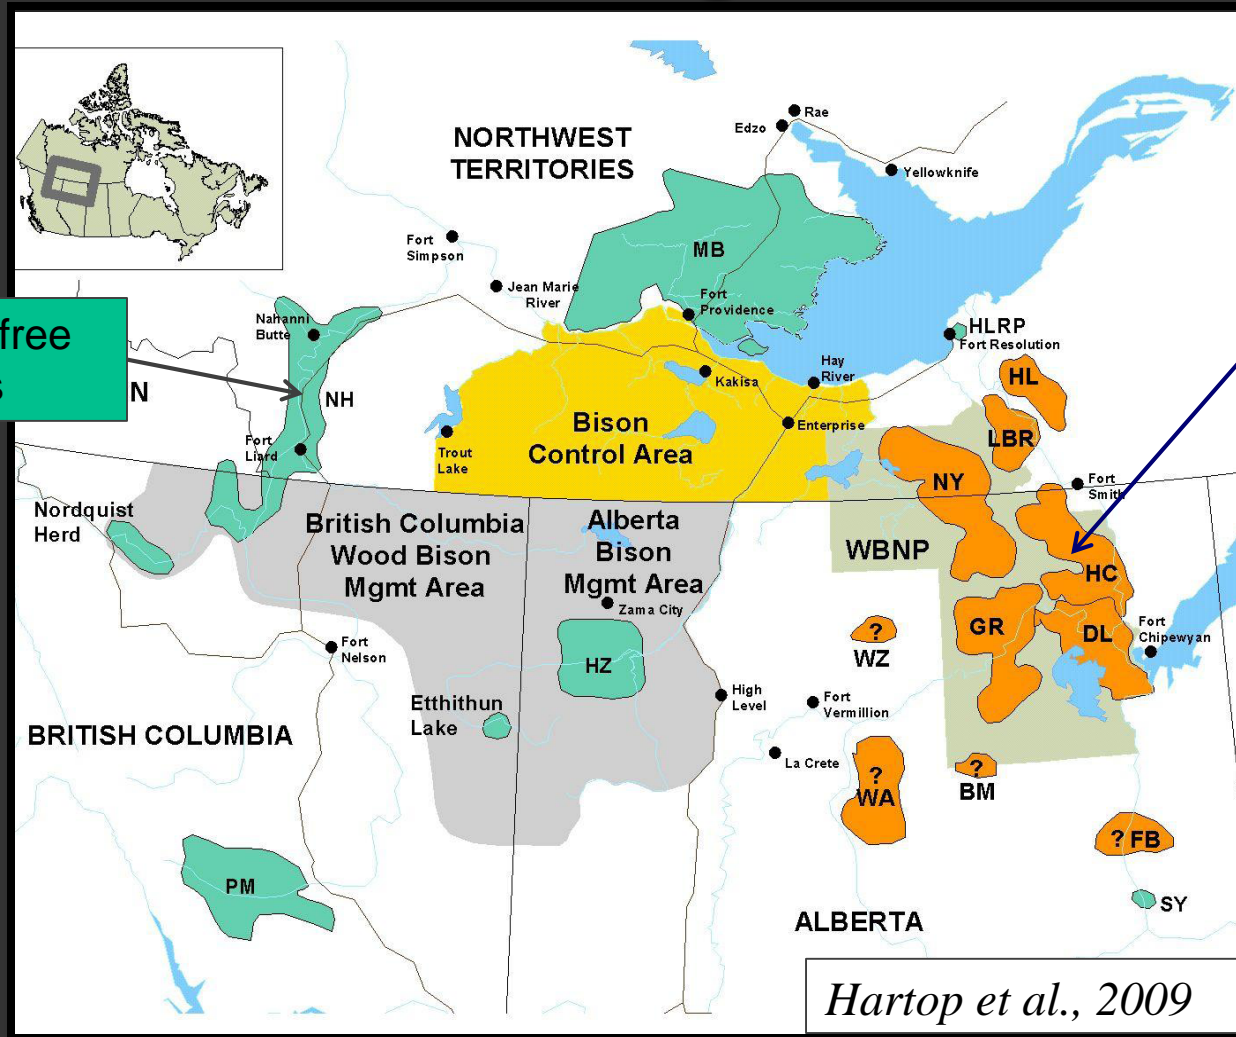 NORTHWEST
TERRITORIES
Rae
Edzo
Yellowknife
Fort
Simpson
MB
Jean Marie
River
Fort
Providence
free
s
N
Nahanni
Butte
NH
HLRP
Fort Resolution
Hay
River
Kakisa
HL
Bison
Control Area
Enterprise
Trout
Lake
LBR
Fort
Liard
NY
Fort
Smith
Nordquist
Herd
British Columbia
Wood Bison
Mgmt Area
Alberta
Bison
Mgmt Area
WBNP
HC
Zama City
GR
DL
Fort
Chipewyan
?
WZ
Fort
Nelson
HZ
High
Level
Fort
Vermillion
Etthithun
Lake
BRITISH COLUMBIA
La Crete
?
WA
?
BM
? FB
PM
SY
ALBERTA
Hartop et al., 2009